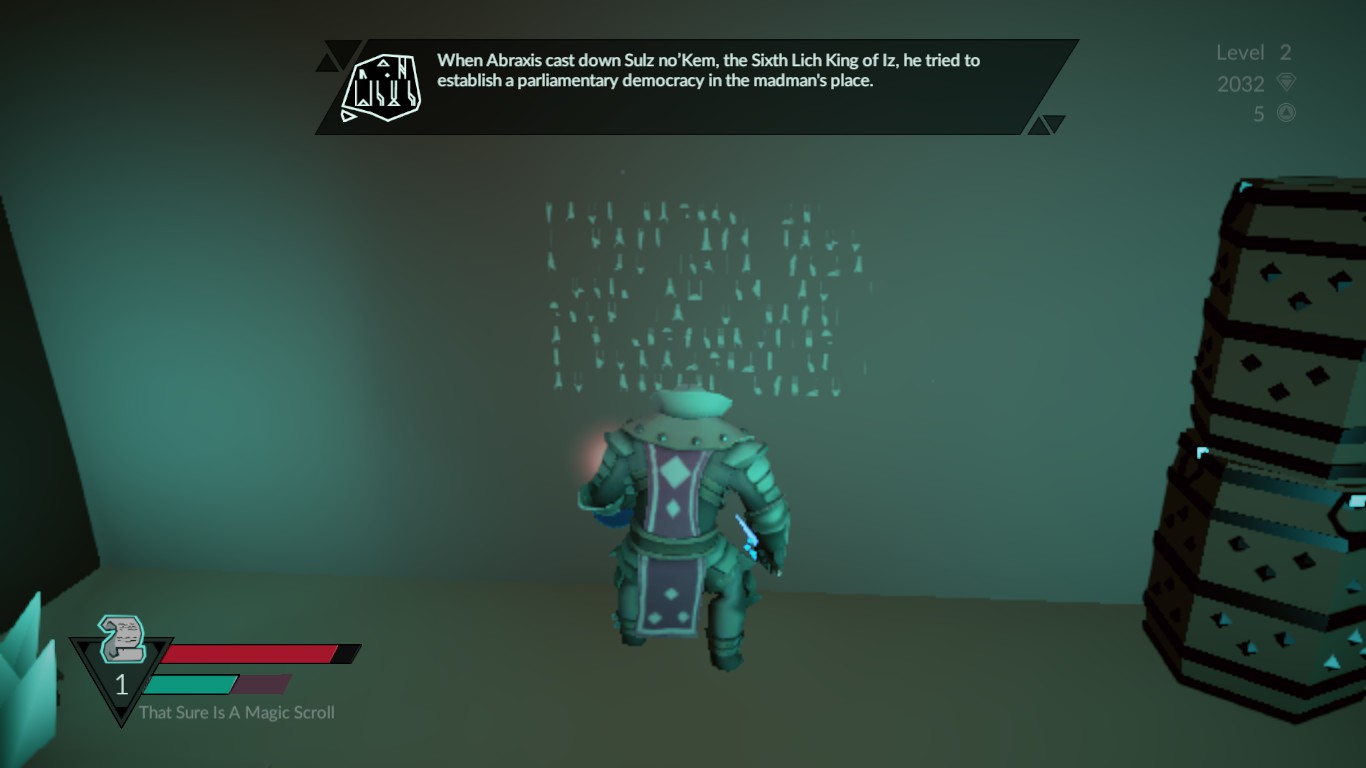 When Abraxis cast down Sulz no'Kem, the Sixth Lich King of Iz, he tried to
establish a parliamentary democracy in the madman's place.
Level 2
2032
5
1
That Sure Is A Magic Scroll